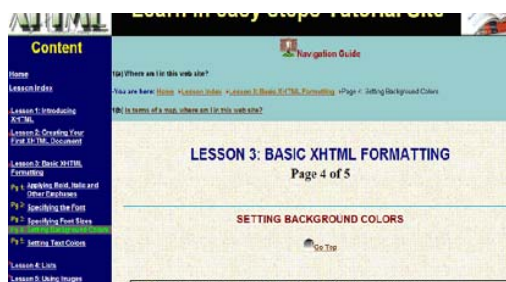 XHTML
Learn in easy steps Tutorial Site
Content
Home
Lesson Index
Lesson 1: Introducing
XHTML
Lesson 2: Creating Your
First XHTML Document
Lesson 3: Basic XHTML
Formatting
Pg 1: Applying Bold, Italic and
Other Emphases
Pg 2: Specifying the Font
Pg 3: Specifying Font Sizes
Pg 4: Setting Background Colors
Pg 5: Setting Text Colors
Lesson 4: Lists
Lesson 5: Using Images
Navigation Guide
1(a) Where am I in this web site?
You are here: Home Lesson Index Lesson 3: Basic XHTML Formatting Page 4: Setting Background Colors
1(b) In terms of a map, where am I in this web site?
LESSON 3: BASIC XHTML FORMATTING
Page 4 of 5
SETTING BACKGROUND COLORS
Go Top